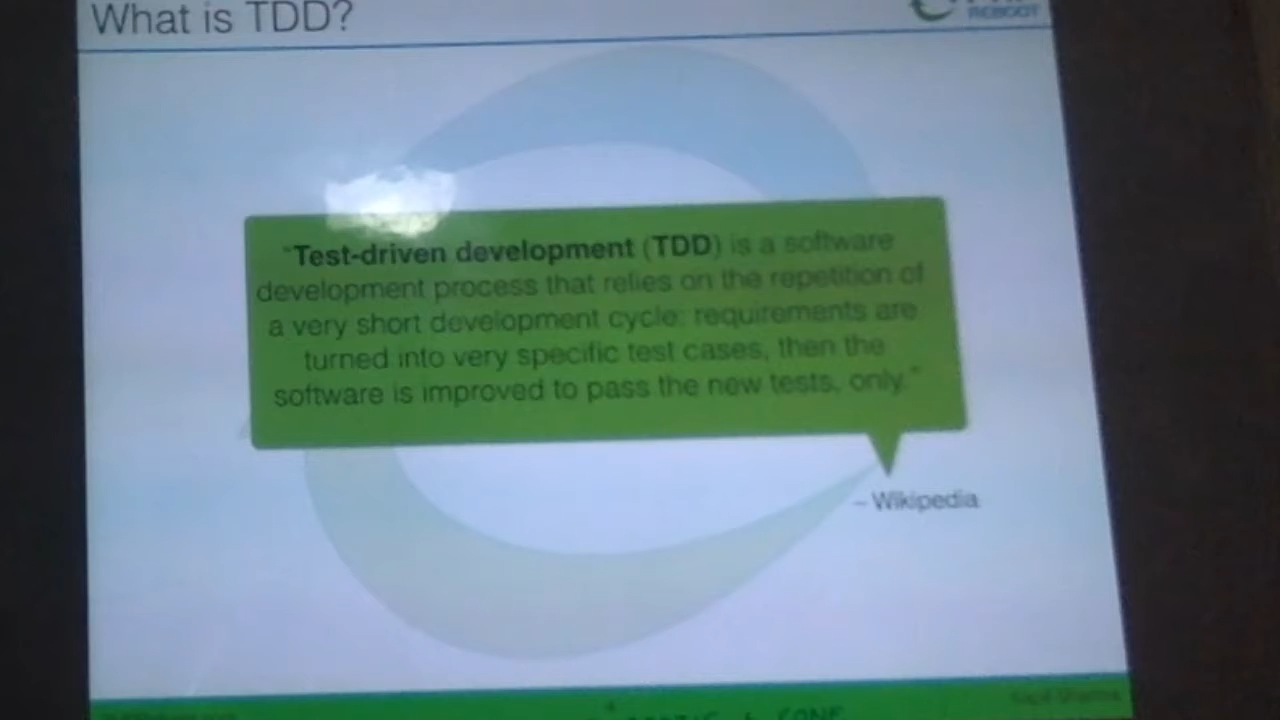 What is TDD?
REBOOT
"Test-driven development (TDD) is a software
development process that relies on the repetition of
a very short development cycle: requirements are
turned into very specific test cases, then the
software is improved to pass the new tests, only."
– Wikipedia